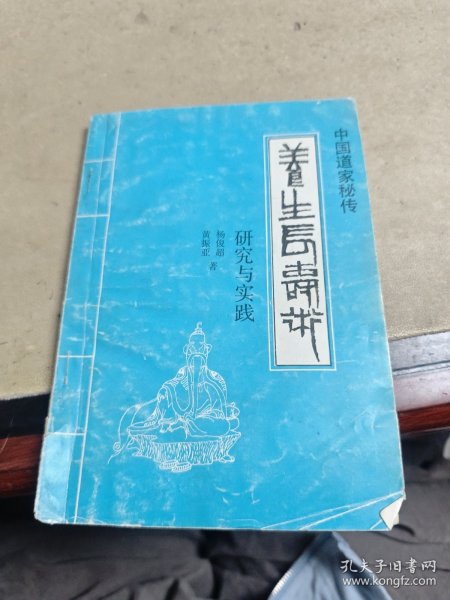 中国道家秘传
养生长寿术
研究与实践
杨俊超
黄振亚
著
孔夫子旧书网
www.kongfz.com